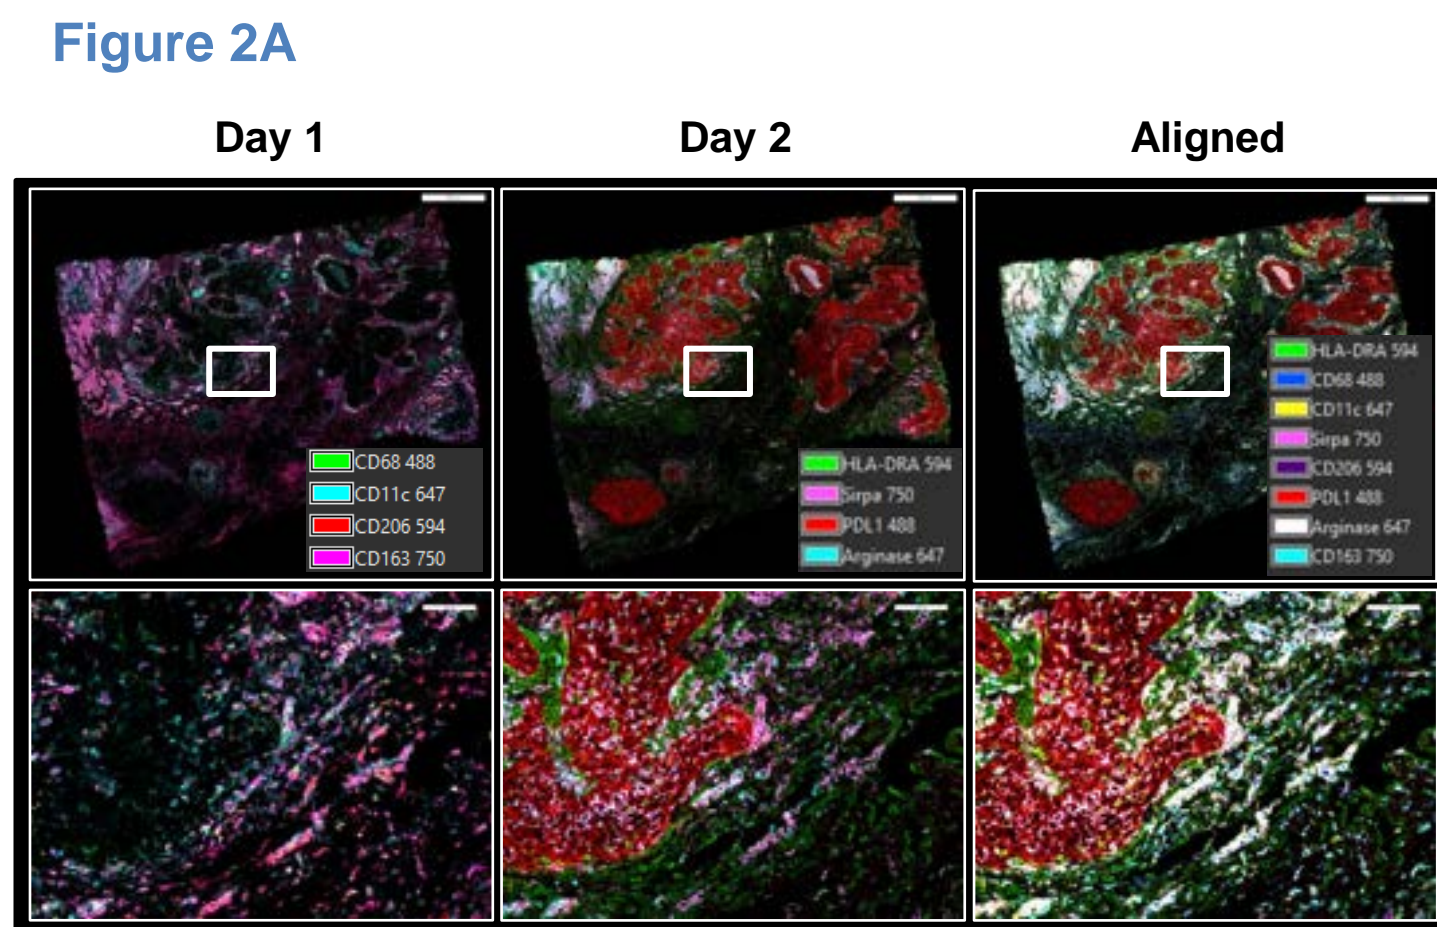 Figure 2A
Day 1
Day 2
Aligned
CD68 488
CD11c 647
CD206 594
CD163 750
HLA-DRA 594
Sirpa 750
PDL1 488
Arginase 647
HLA-DRA 594
CD68 488
CD11c 647
Sirpa 750
CD206 594
PDL1 488
Arginase 647
CD163 750